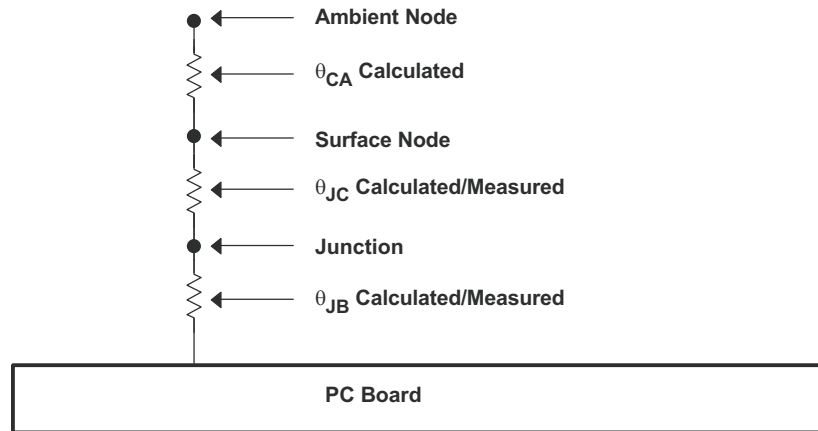 Ambient Node
θCA Calculated
Surface Node
θJC Calculated/Measured
Junction
θJB Calculated/Measured
PC Board